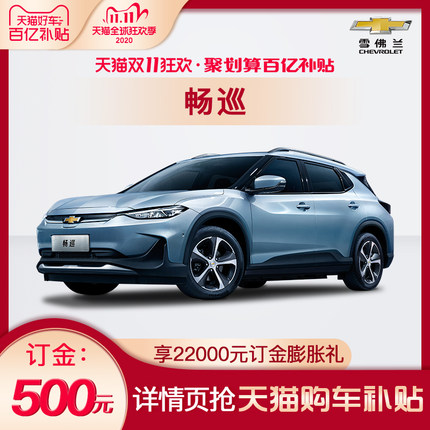 天猫好车
百亿补贴
11.11
天猫全球狂欢季
2020
雪佛兰
CHEVROLET
天猫双11狂欢·聚划算百亿补贴
畅巡
畅巡
订金：
500元
享22000元订金膨胀礼
详情页抢天猫购车补贴